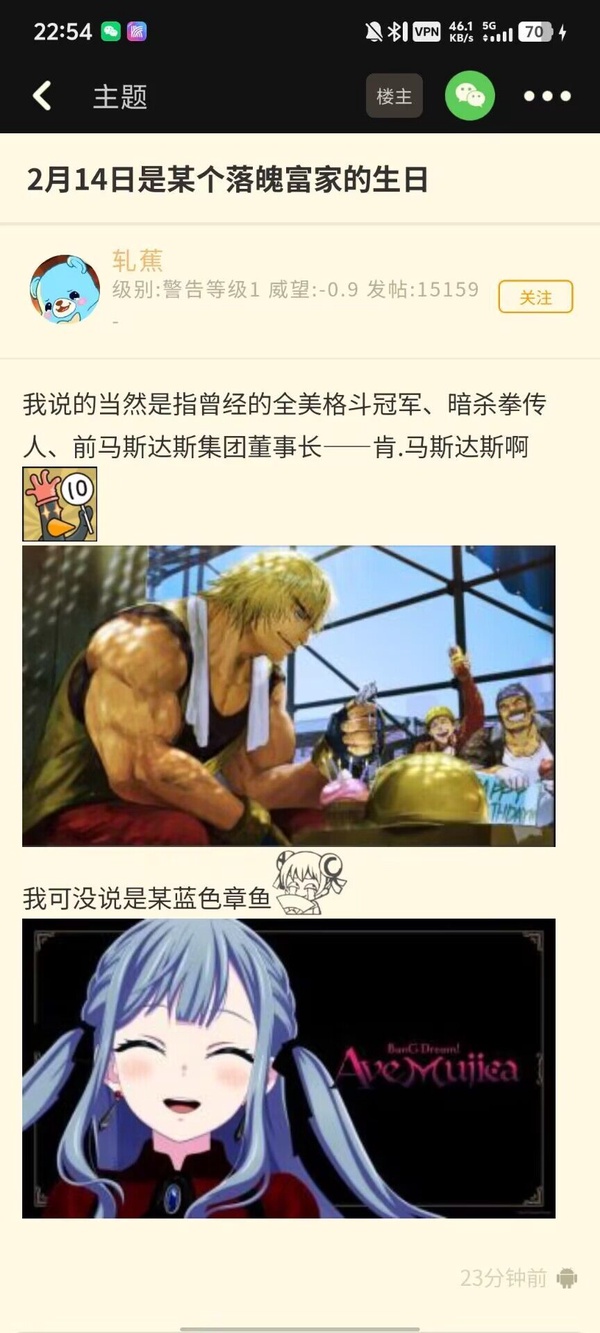 22:54
VPN
46.1
KB/s
5G
70
主题
楼主
2月14日是某个落魄富家的生日
轧蕉
级别:警告等级1 威望:-0.9 发帖:15159
-
关注
我说的当然是指曾经的全美格斗冠军、暗杀拳传
人、前马斯达斯集团董事长——肯.马斯达斯啊
10
我可没说是某蓝色章鱼
BanG Dream!
Ave Mujica
23分钟前